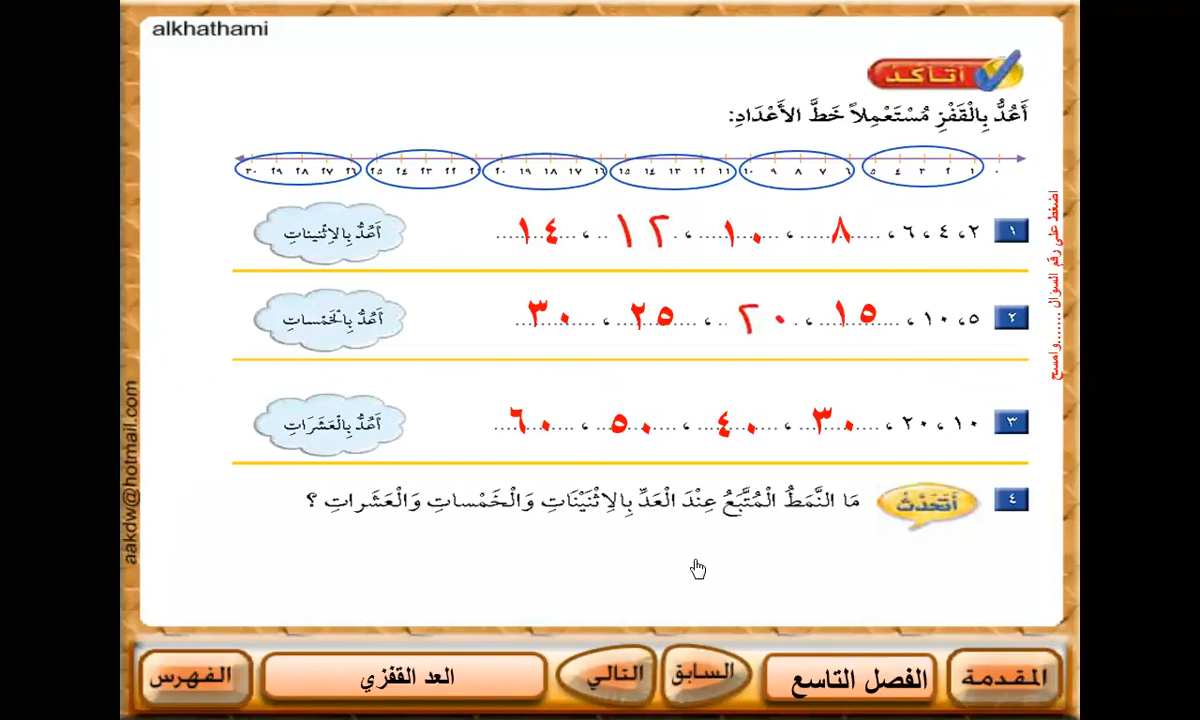 alkhathami
أتأكد
أَعُدُّ بِالْقَفْزِ مُسْتَعْمِلاً خَطَّ الأَعْدَادِ:
٠ ١ ٢ ٣ ٤ ٥ ٦ ٧ ٨ ٩ ١٠ ١١ ١٢ ١٣ ١٤ ١٥ ١٦ ١٧ ١٨ ١٩ ٢٠ ٢١ ٢٢ ٢٣ ٢٤ ٢٥ ٢٦ ٢٧ ٢٨ ٢٩ ٣٠
١ ٢، ٤، ٦، ٨، ١٠، ١٢، ١٤ أَعُدُّ بِالِاثْنَيْنَاتِ
٢ ٥، ١٠، ١٥، ٢٠، ٢٥، ٣٠ أَعُدُّ بِالْخَمْسَاتِ
٣ ١٠، ٢٠، ٣٠، ٤٠، ٥٠، ٦٠ أَعُدُّ بِالْعَشَرَاتِ
٤ أَتَحَدَّثُ مَا النَّمَطُ الْمُتَّبَعُ عِنْدَ الْعَدِّ بِالِاثْنَيْنَاتِ وَالْخَمْسَاتِ وَالْعَشَرَاتِ ؟
اضغط على رقم السؤال .......وامسح
aakdw@hotmail.com
المقدمة الفصل التاسع السابق التالي العد القفزي الفهرس